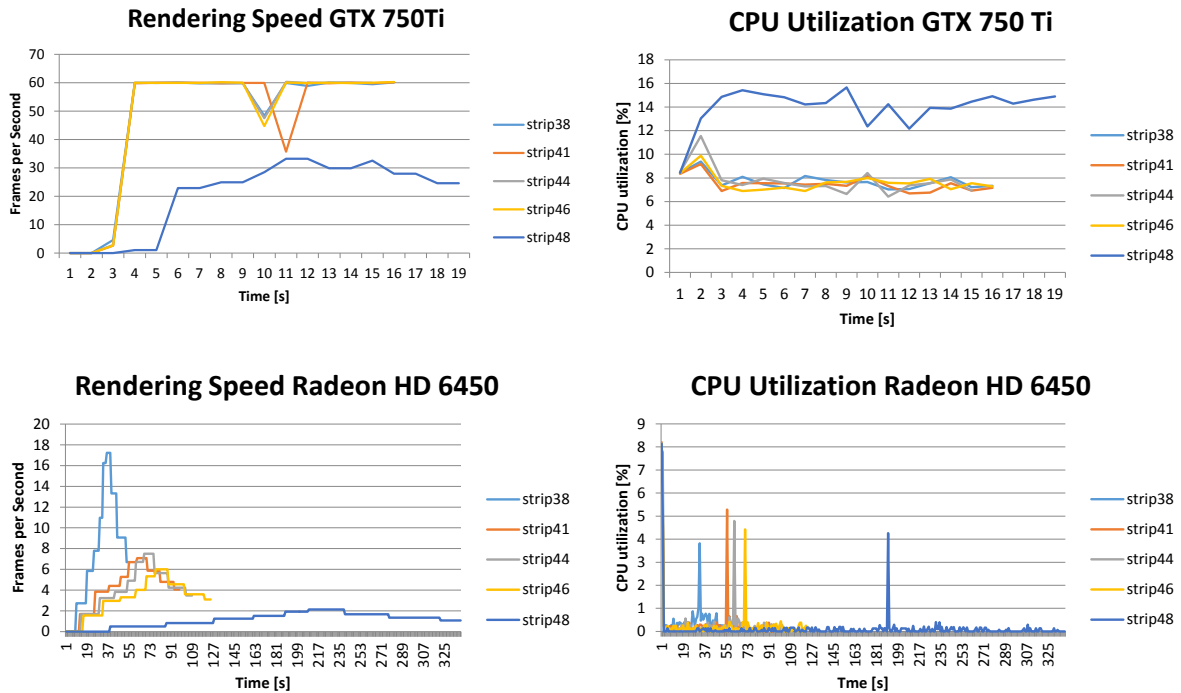 Rendering Speed GTX 750Ti
70
60
50
40
30
20
10
0
Frames per Second
1 2 3 4 5 6 7 8 9 10 11 12 13 14 15 16 17 18 19
Time [s]
strip38
strip41
strip44
strip46
strip48
CPU Utilization GTX 750 Ti
18
16
14
12
10
8
6
4
2
0
CPU utilization [%]
1 2 3 4 5 6 7 8 9 10 11 12 13 14 15 16 17 18 19
Time [s]
strip38
strip41
strip44
strip46
strip48
Rendering Speed Radeon HD 6450
20
18
16
14
12
10
8
6
4
2
0
Frames per Second
1 19 37 55 73 91 109 127 145 163 181 199 217 235 253 271 289 307 325
Time [s]
strip38
strip41
strip44
strip46
strip48
CPU Utilization Radeon HD 6450
9
8
7
6
5
4
3
2
1
0
CPU utilization [%]
1 19 37 55 73 91 109 127 145 163 181 199 217 235 253 271 289 307 325
Tme [s]
strip38
strip41
strip44
strip46
strip48